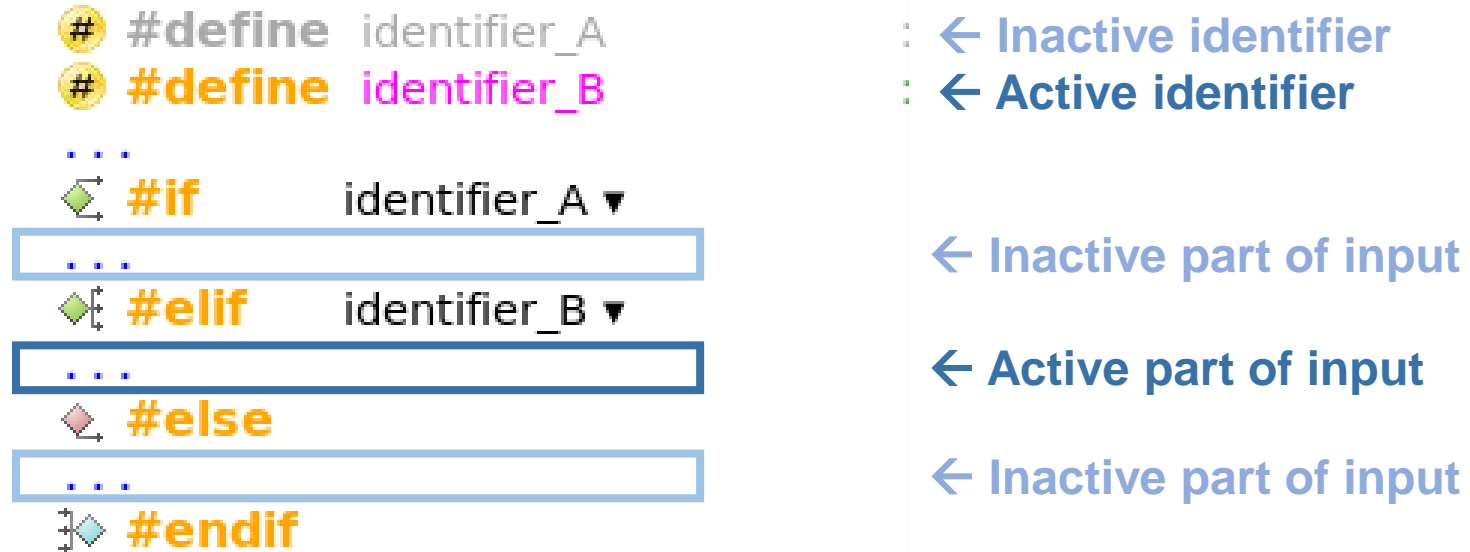 # #define identifier_A : ← Inactive identifier
# #define identifier_B : ← Active identifier
...
#if identifier_A ▼
... ← Inactive part of input
#elif identifier_B ▼
... ← Active part of input
#else
... ← Inactive part of input
#endif